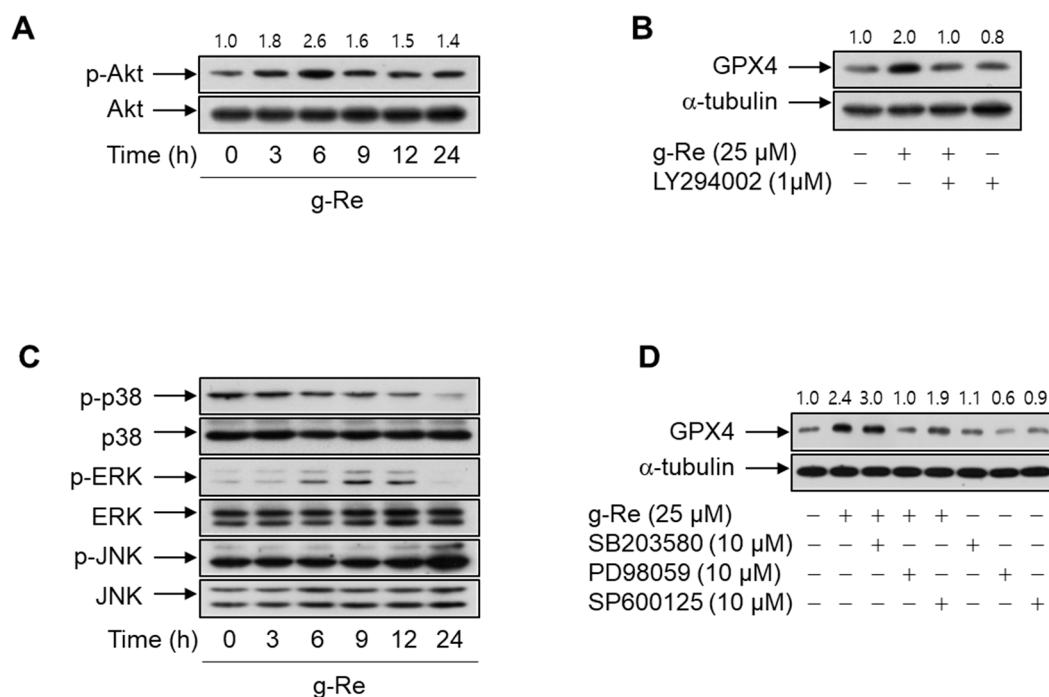 A
1.0 1.8 2.6 1.6 1.5 1.4
p-Akt
Akt
Time (h) 0 3 6 9 12 24
g-Re
B
1.0 2.0 1.0 0.8
GPX4
α-tubulin
g-Re (25 μM) – + + –
LY294002 (1μM) – – + +
C
p-p38
p38
p-ERK
ERK
p-JNK
JNK
Time (h) 0 3 6 9 12 24
g-Re
D
1.0 2.4 3.0 1.0 1.9 1.1 0.6 0.9
GPX4
α-tubulin
g-Re (25 μM) – + + + + – – –
SB203580 (10 μM) – – + – – + – –
PD98059 (10 μM) – – – + – – + –
SP600125 (10 μM) – – – – + – – +